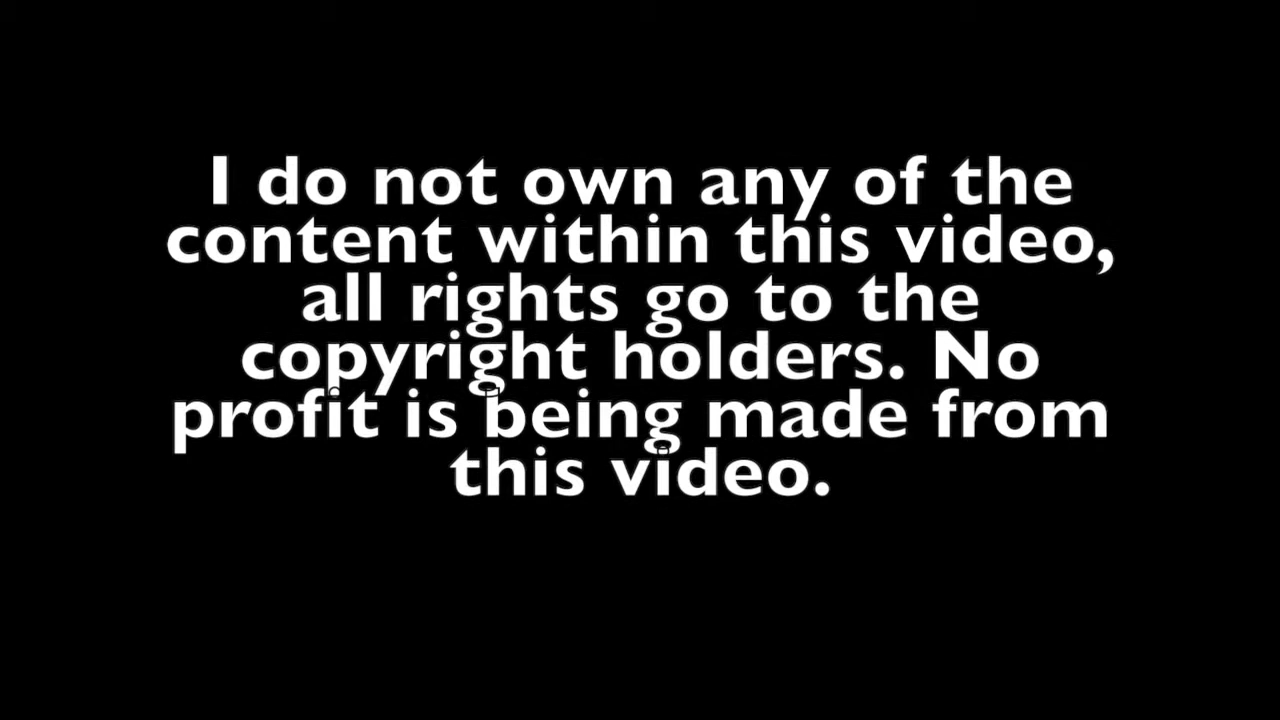 I do not own any of the
content within this video,
all rights go to the
copyright holders. No
profit is being made from
this video.